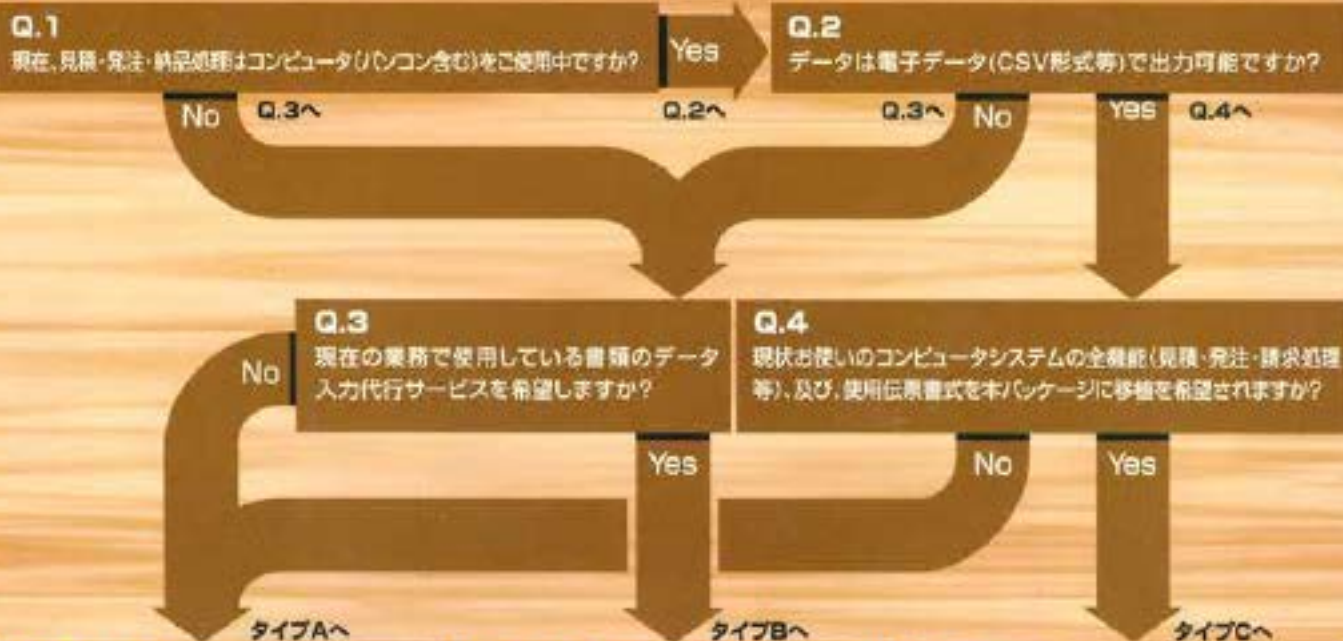 Q.1
現在、見積・発注・納品処理はコンピュータ(パソコン含む)をご使用中ですか?
Yes
Q.2
データは電子データ(CSV形式等)で出力可能ですか?
No
Q.3へ
Q.2へ
Q.3へ
No
Yes
Q.4へ
Q.3
現在の業務で使用している書類のデータ
入力代行サービスを希望しますか?
No
Q.4
現状お使いのコンピュータシステムの全機能(見積・発注・請求処理
等)、及び、使用伝票書式を本パッケージに移植を希望されますか?
Yes
No
Yes
タイプAへ
タイプBへ
タイプCへ